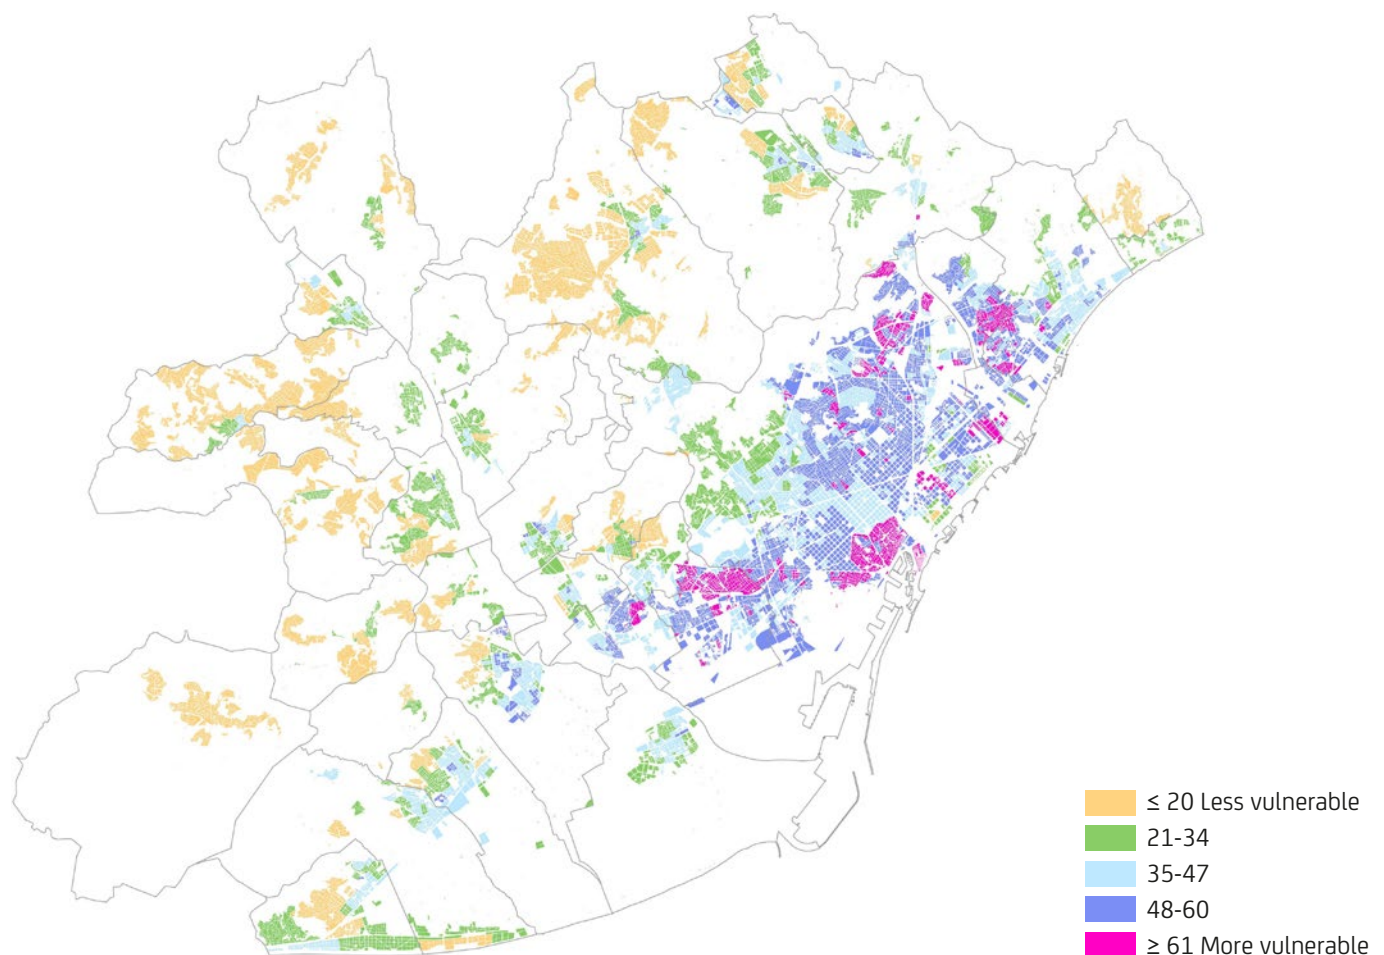 ≤ 20 Less vulnerable
21-34
35-47
48-60
≥ 61 More vulnerable